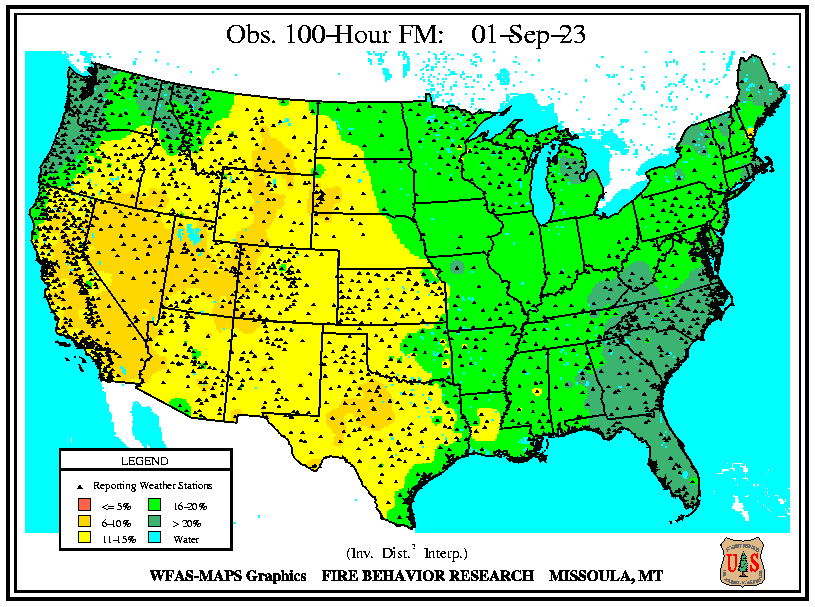 Obs. 100-Hour FM: 01-Sep-23
LEGEND
Reporting Weather Stations
<= 5% 16-20%
6-10% > 20%
11-15% Water
(Inv. Dist.² Interp.)
WFAS-MAPS Graphics FIRE BEHAVIOR RESEARCH MISSOULA, MT
U S